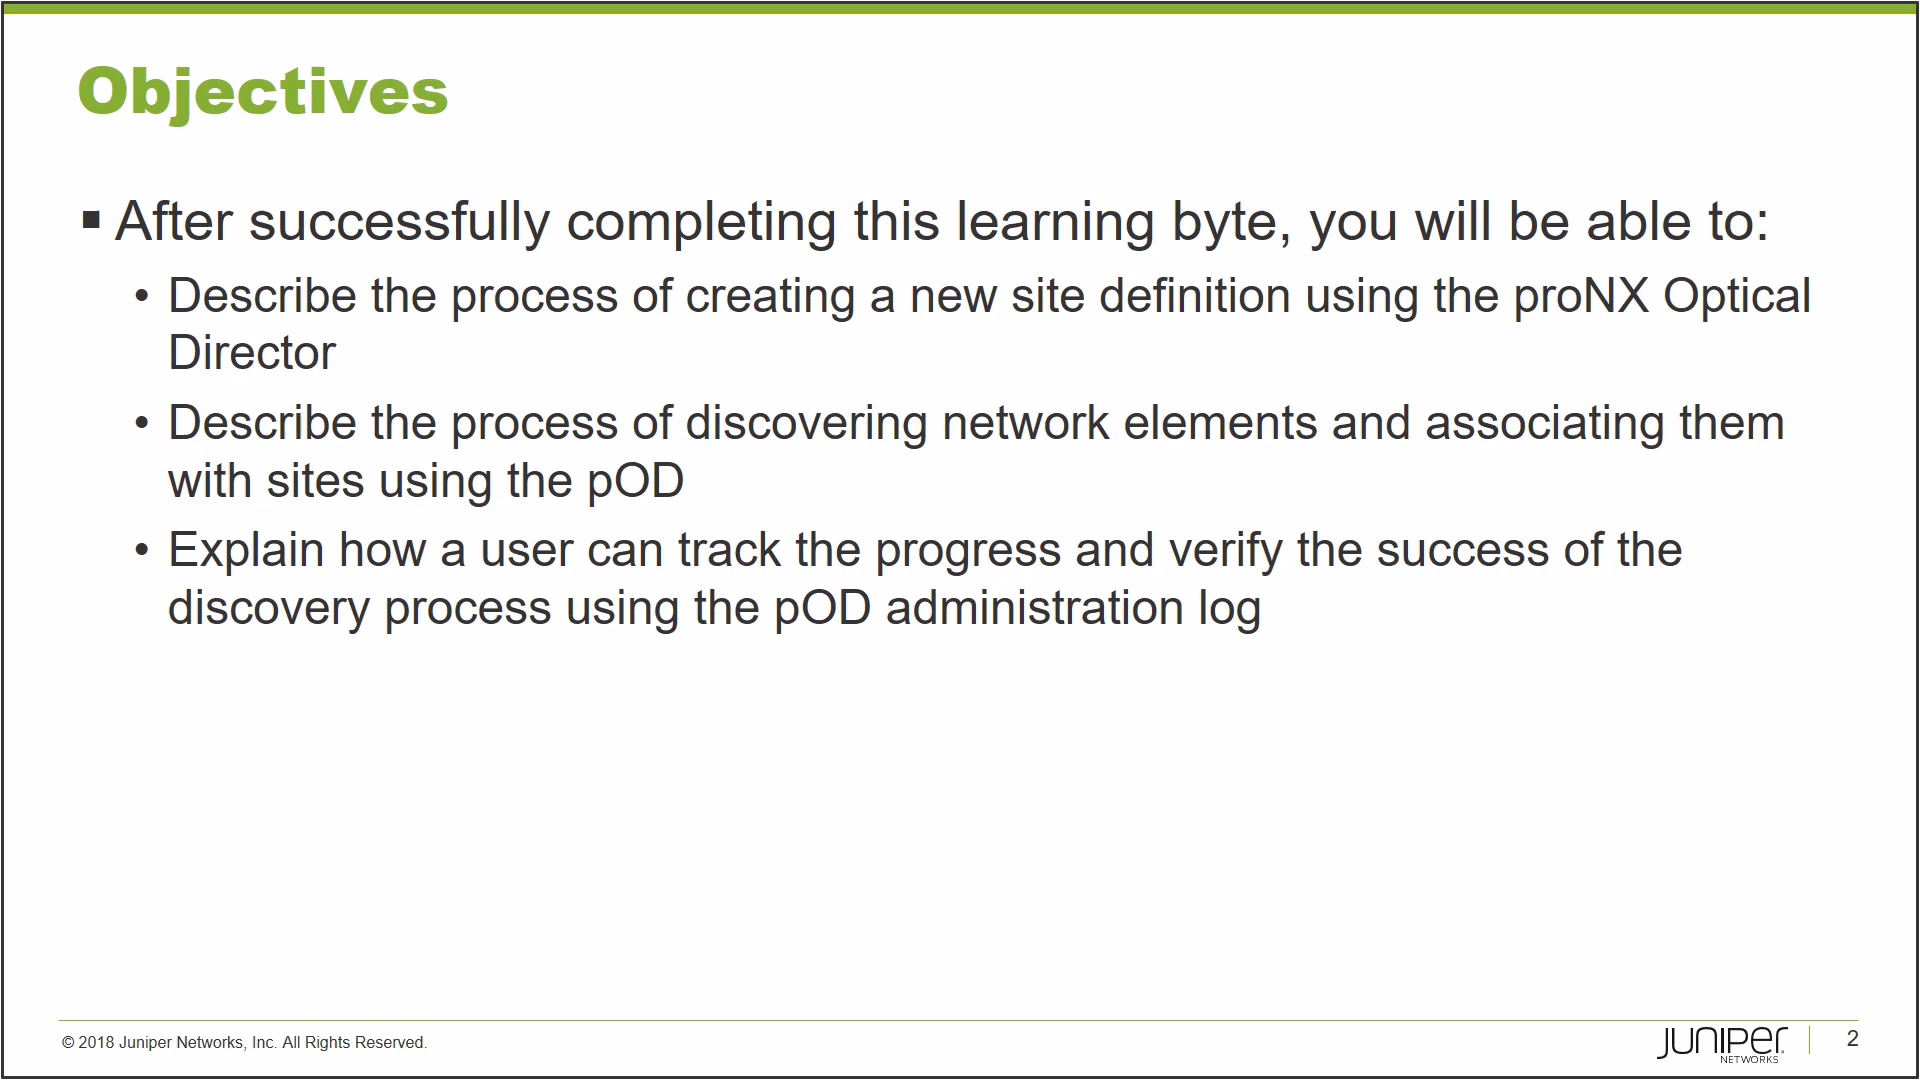 Objectives
▪ After successfully completing this learning byte, you will be able to:
• Describe the process of creating a new site definition using the proNX Optical
Director
• Describe the process of discovering network elements and associating them
with sites using the pOD
• Explain how a user can track the progress and verify the success of the
discovery process using the pOD administration log
© 2018 Juniper Networks, Inc. All Rights Reserved.
JUNIPer
NETWORKS
2